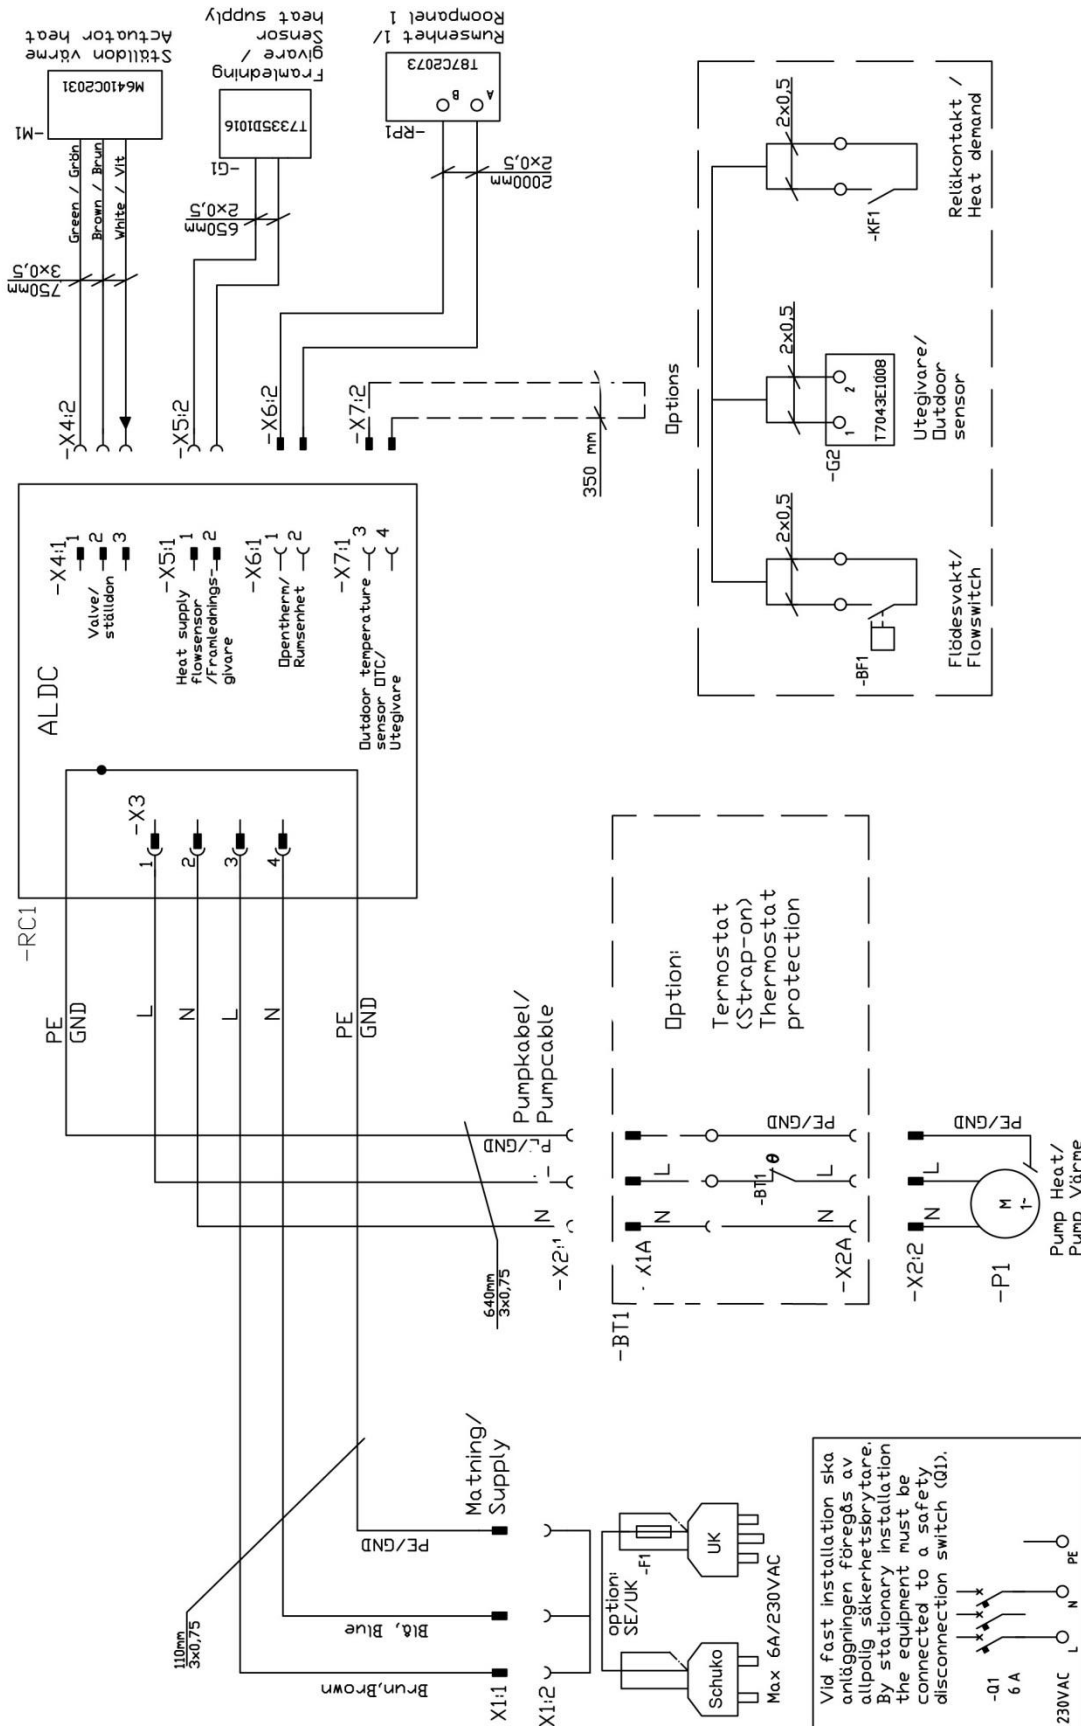 Ställdon värme
Actuator heat
M6410C2031
-M1
Green / Grön
Brown / Brun
White / Vit
750mm
3x0,5
-X4:2
Framledning
givare /
Sensor
heat supply
T7335D1016
-G1
650mm
2x0,5
-X5:2
Rumsenhet 1/
Roompanel 1
T87C2073
B
A
-RP1
2000mm
2x0,5
-X6:2
-X7:2
350 mm
Options
-RC1
ALDC
-X4:1
1
2
3
Valve/
ställdon
-X5:1
1
2
Heat supply
flowsensor
/Framlednings-
givare
-X6:1
1
2
Opentherm/
Rumsenhet
-X7:1
3
4
Outdoor temperature
sensor OTC/
Utegivare
-X3
1
2
3
4
PE
GND
L
N
L
N
PE
GND
2x0,5
-KF1
Reläkontakt /
Heat demand
2x0,5
1
2
-G2
T7043E1008
Utegivare/
Outdoor
sensor
2x0,5
-BF1
Flödesvakt/
Flowswitch
Pumpkabel/
Pumpcable
PE/GND
N
640mm
3x0,75
-X2:1
-BT1
X1A
N
L
Option:
Termostat
(Strap-on)
Thermostat
protection
-BT1
θ
PE/GND
L
N
-X2A
-X2:2
N
L
PE/GND
-P1
M
1~
Pump Heat/
Pump Värme
110mm
3x0,75
Matning/
Supply
PE/GND
Blå, Blue
Brun,Brown
X1:1
X1:2
option:
SE/UK
-F1
Schuko
UK
Max 6A/230VAC
Vid fast installation ska
anläggningen föregås av
allpolig säkerhetsbrytare.
By stationary installation
the equipment must be
connected to a safety
disconnection switch (Q1).
-Q1
6 A
230VAC
L
N
PE